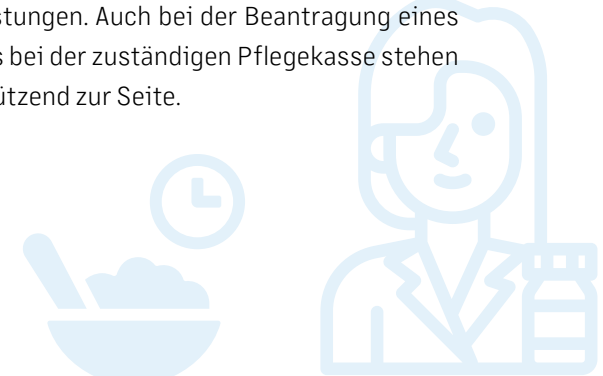 stungen. Auch bei der Beantragung eines
s bei der zuständigen Pflegekasse stehen
ützend zur Seite.